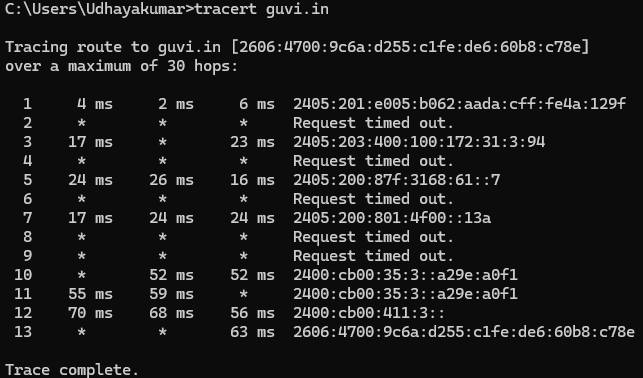 C:\Users\Udhayakumar>tracert guvi.in
Tracing route to guvi.in [2606:4700:9c6a:d255:c1fe:de6:60b8:c78e]
over a maximum of 30 hops:
1 4 ms 2 ms 6 ms 2405:201:e005:b062:aada:cff:fe4a:129f
2 * * * Request timed out.
3 17 ms * 23 ms 2405:203:400:100:172:31:3:94
4 * * * Request timed out.
5 24 ms 26 ms 16 ms 2405:200:87f:3168:61::7
6 * * * Request timed out.
7 17 ms 24 ms 24 ms 2405:200:801:4f00::13a
8 * * * Request timed out.
9 * * * Request timed out.
10 * 52 ms 52 ms 2400:cb00:35:3::a29e:a0f1
11 55 ms 59 ms * 2400:cb00:35:3::a29e:a0f1
12 70 ms 68 ms 56 ms 2400:cb00:411:3::
13 * * 63 ms 2606:4700:9c6a:d255:c1fe:de6:60b8:c78e
Trace complete.